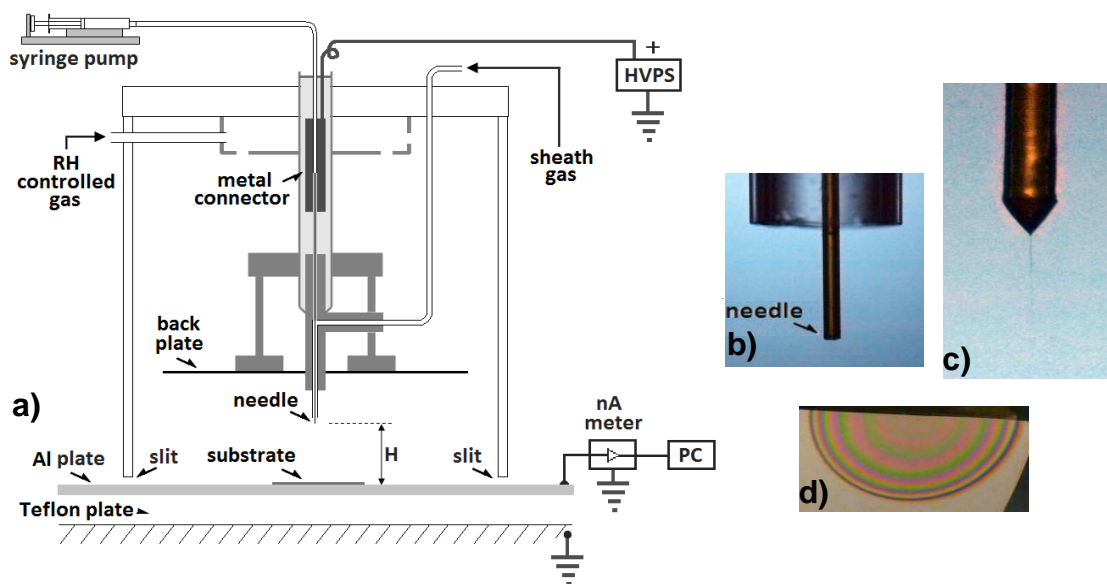 syringe pump
+
HVPS
RH
controlled
gas
metal
connector
sheath
gas
back
plate
needle
a)
H
nA
meter
PC
Al plate
slit
substrate
slit
Teflon plate
needle
b)
c)
d)